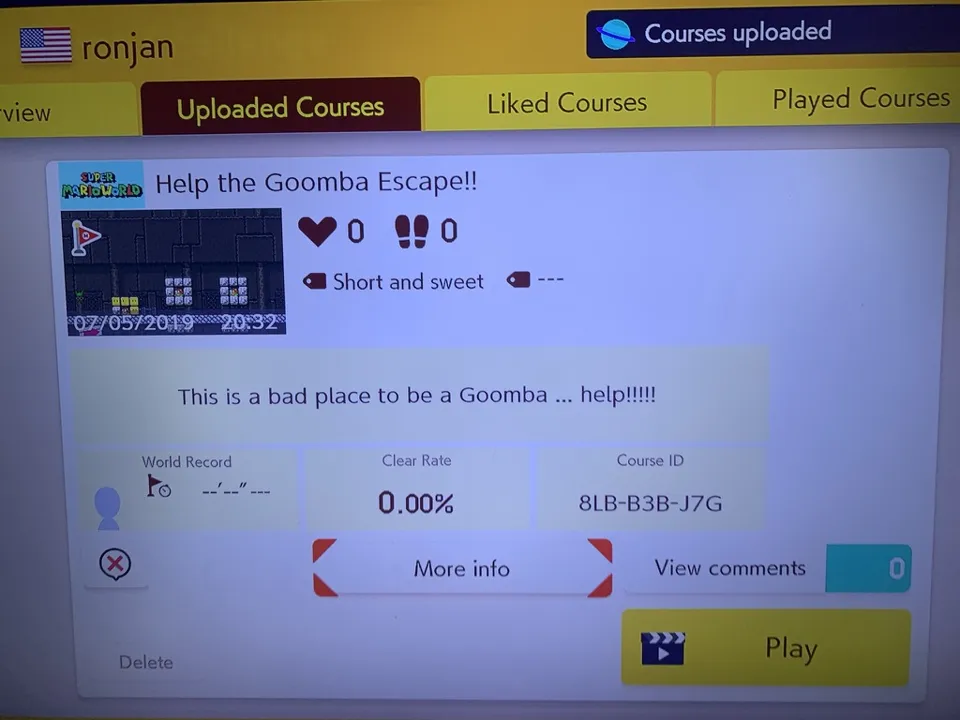 ronjan
Courses uploaded
rview
Uploaded Courses
Liked Courses
Played Courses
SUPER
MARIO WORLD
Help the Goomba Escape!!
0 0
Short and sweet ---
07/05/2019 20:32
This is a bad place to be a Goomba ... help!!!!!
World Record
--'--"---
Clear Rate
0.00%
Course ID
8LB-B3B-J7G
More info
View comments 0
Delete
Play